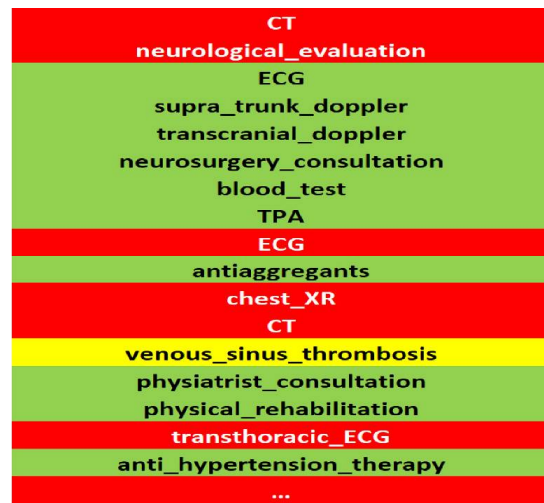 CT
neurological_evaluation
ECG
supra_trunk_doppler
transcranial_doppler
neurosurgery_consultation
blood_test
TPA
ECG
antiaggregants
chest_XR
CT
venous_sinus_thrombosis
physiatrist_consultation
physical_rehabilitation
transthoracic_ECG
anti_hypertension_therapy
...